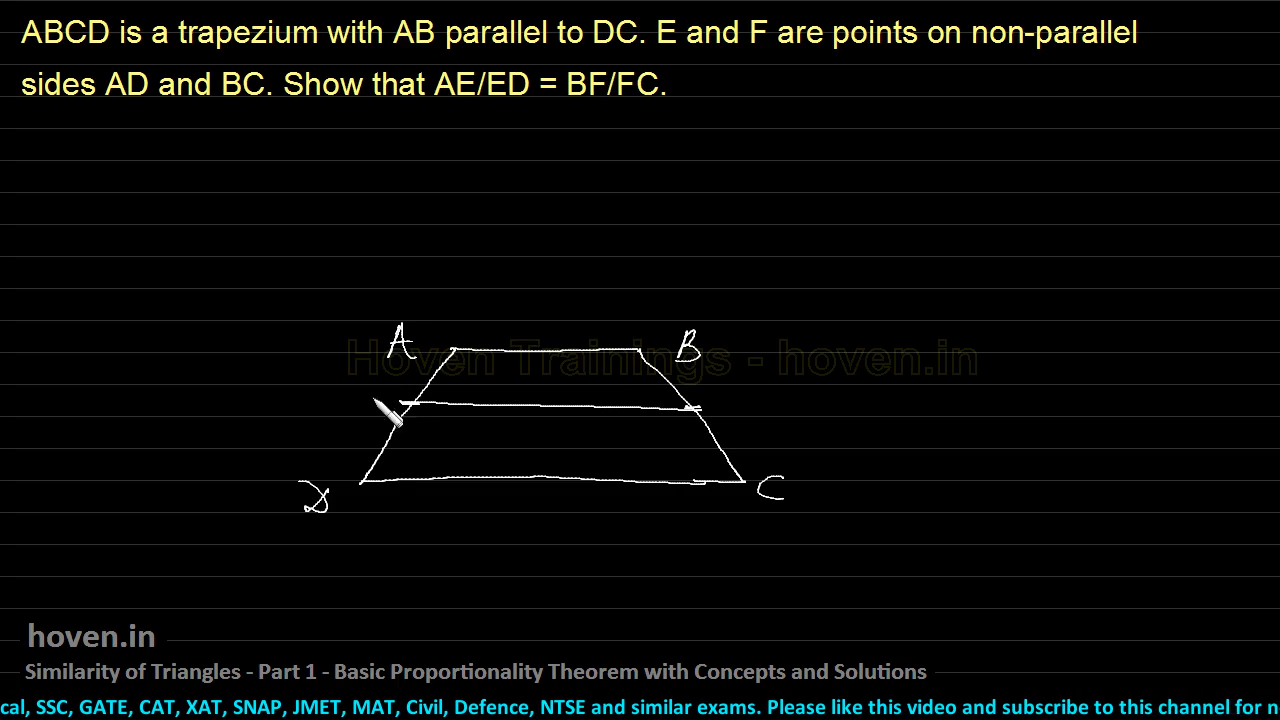 ABCD is a trapezium with AB parallel to DC. E and F are points on non-parallel
sides AD and BC. Show that AE/ED = BF/FC.
A
B
Hoven Trainings - hoven.in
D
C
hoven.in
Similarity of Triangles - Part 1 - Basic Proportionality Theorem with Concepts and Solutions
cal, SSC, GATE, CAT, XAT, SNAP, JMET, MAT, Civil, Defence, NTSE and similar exams. Please like this video and subscribe to this channel for n